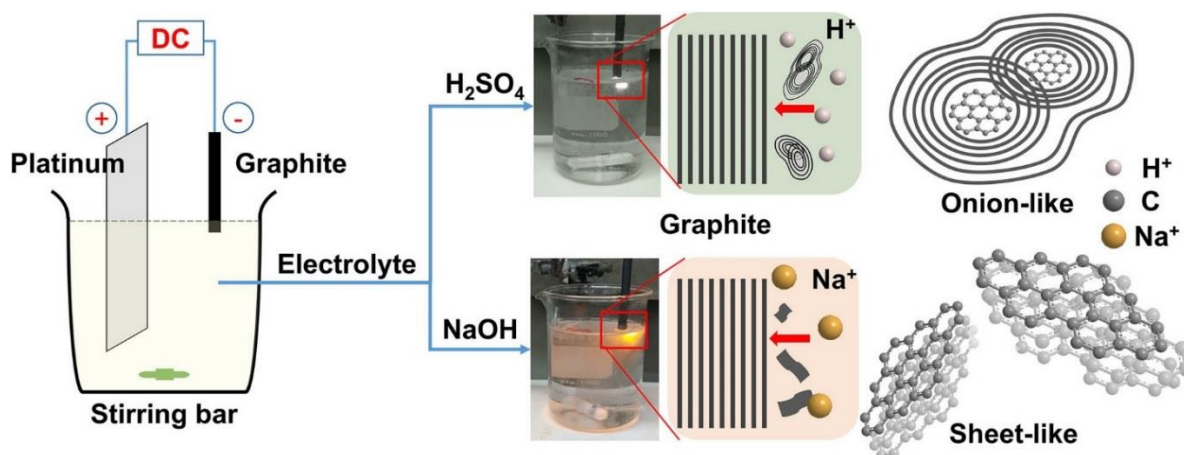 DC
+
-
Platinum
Graphite
Electrolyte
Stirring bar
H₂SO₄
NaOH
H⁺
Graphite
Na⁺
Onion-like
H⁺
C
Na⁺
Sheet-like